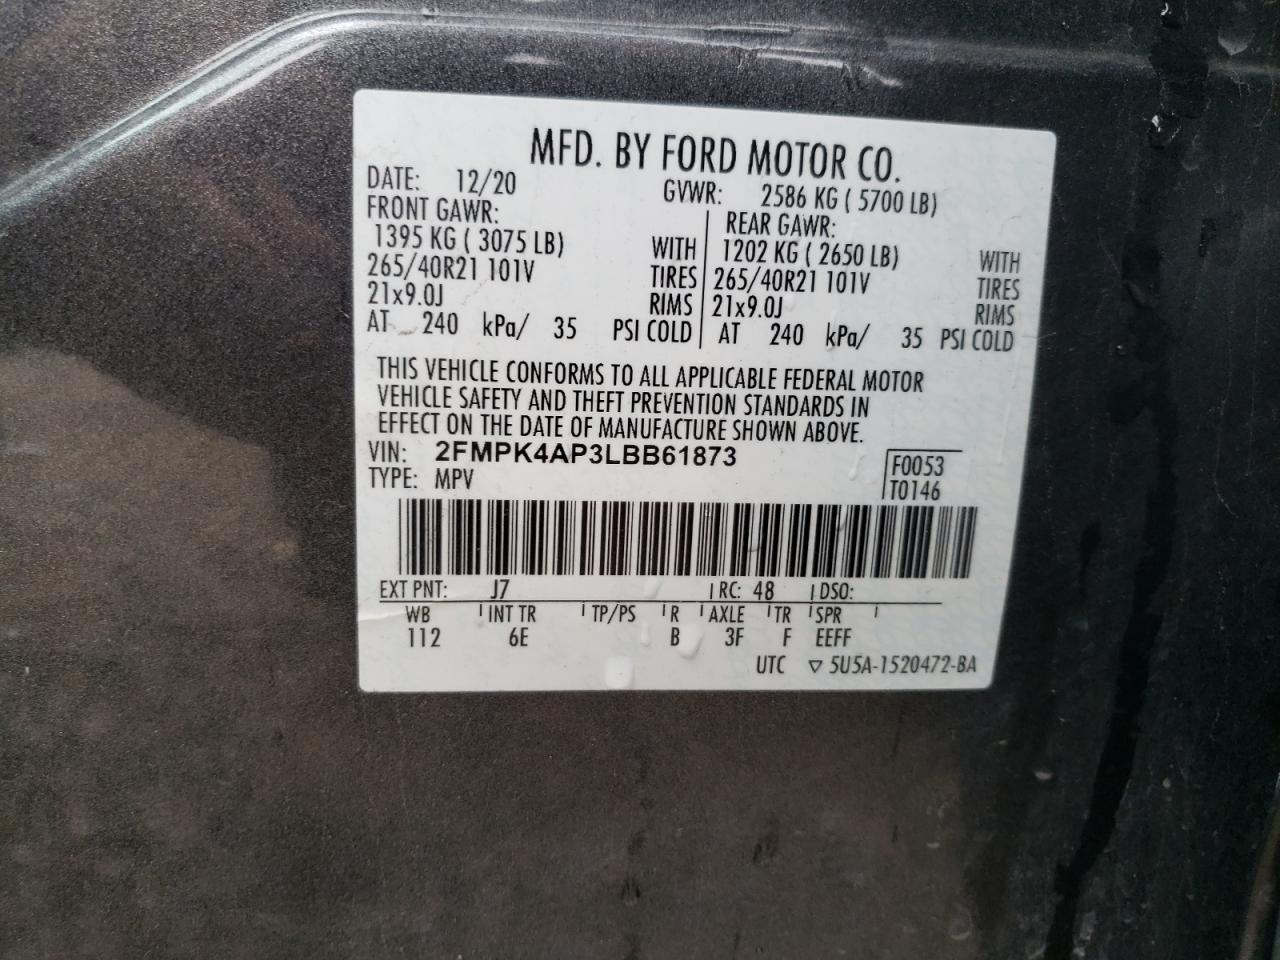 MFD. BY FORD MOTOR CO.
DATE: 12/20 GVWR: 2586 KG ( 5700 LB)
FRONT GAWR: REAR GAWR:
1395 KG ( 3075 LB) WITH 1202 KG ( 2650 LB) WITH
265/40R21 101V TIRES 265/40R21 101V TIRES
21x9.0J RIMS 21x9.0J RIMS
AT 240 kPa/ 35 PSI COLD AT 240 kPa/ 35 PSI COLD
THIS VEHICLE CONFORMS TO ALL APPLICABLE FEDERAL MOTOR
VEHICLE SAFETY AND THEFT PREVENTION STANDARDS IN
EFFECT ON THE DATE OF MANUFACTURE SHOWN ABOVE.
VIN: 2FMPK4AP3LBB61873 F0053
TYPE: MPV T0146
EXT PNT: J7 RC: 48 DSO:
WB INT TR TP/PS R AXLE TR SPR
112 6E B 3F F EEFF
UTC ▽ 5U5A-1520472-BA